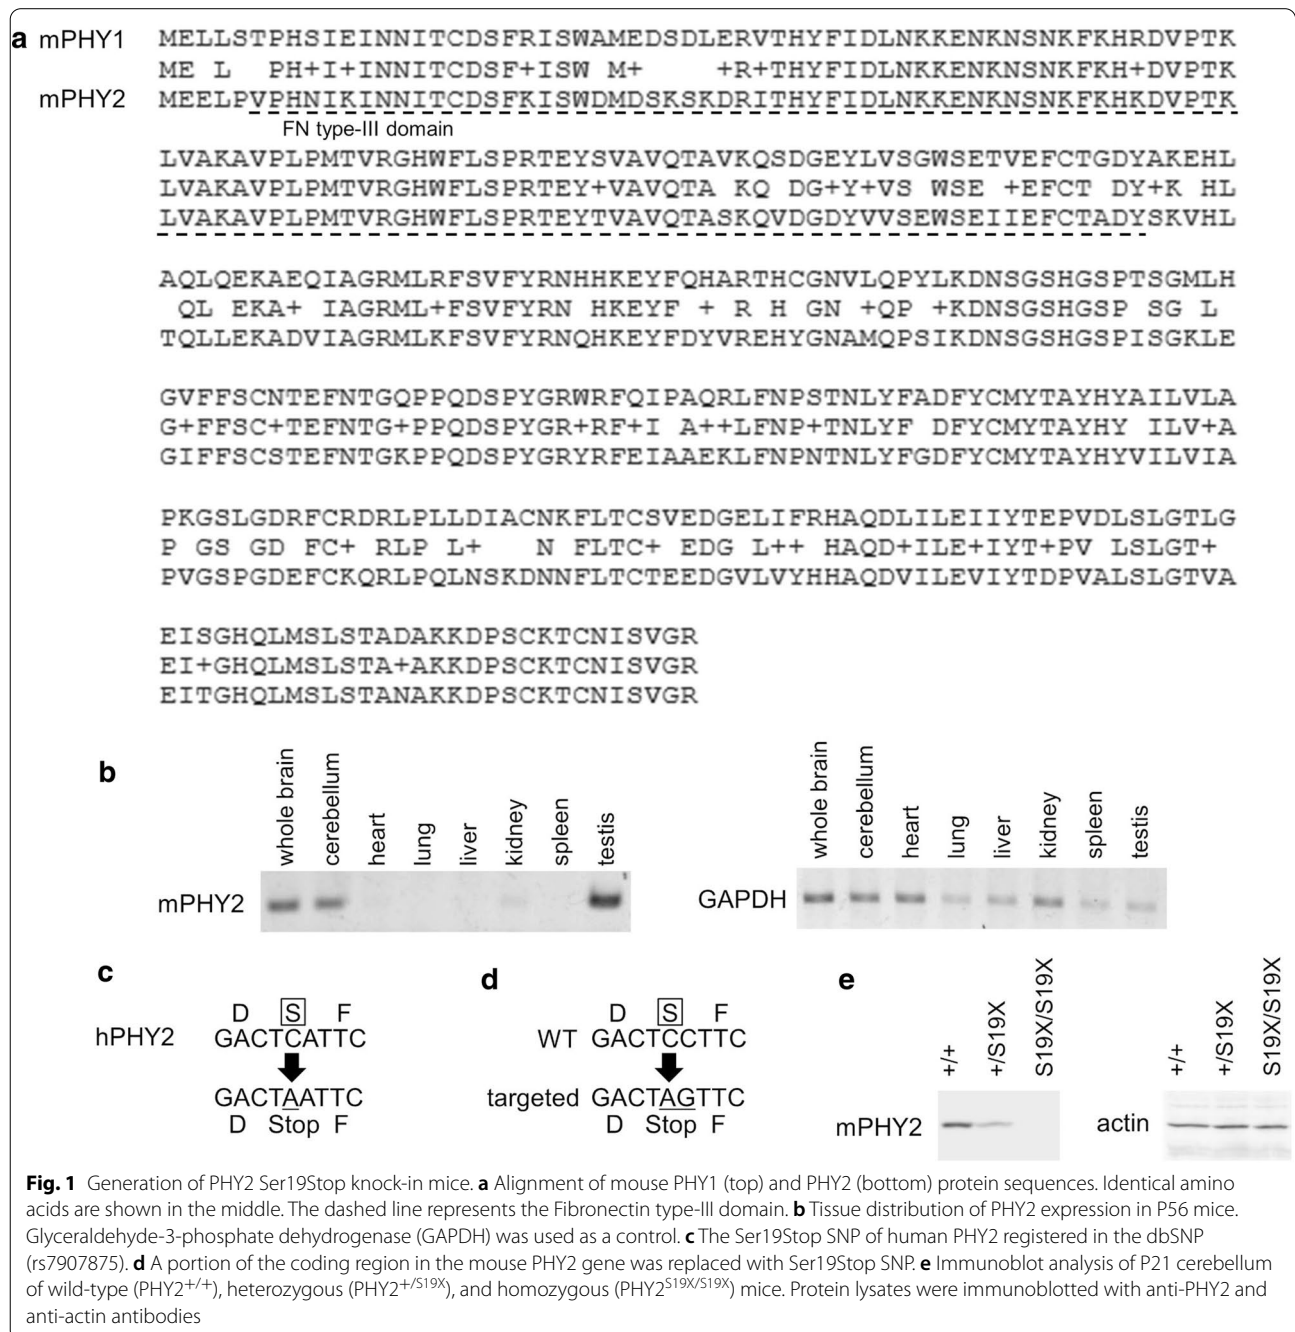 a mPHY1 MELLSTPHSIEINNITCDSFRISWAMEDSDLERVTHYFIDLNKKENKNSNKFKHRDVPTK
ME L PH+I+INNITCDSF+ISW M+ +R+THYFIDLNKKENKNSNKFKH+DVPTK
mPHY2 MEELPVPHNIKINNITCDSFKISWDMDSKSKDRITHYFIDLNKKENKNSNKFKHKDVPTK
FN type-III domain
LVAKAVPLPMTVRGHWFLSPRTEYSVAVQTAVKQSDGEYLVSGWSETVEFCTGDYAKEHL
LVAKAVPLPMTVRGHWFLSPRTEY+VAVQTA KQ DG+Y+VS WSE +EFCT DY+K HL
LVAKAVPLPMTVRGHWFLSPRTEYTVAVQTASKQVDGDYVVSEWSEIIEFCTADYSKVHL
AQLQEKAEQIAGRMLRFSVFYRNHHKEYFQHARTHCGNVLQPYLKDNSGSHGSPTSGMLH
QL EKA+ IAGRML+FSVFYRN HKEYF + R H GN +QP +KDNSGSHGSP SG L
TQLLEKADVIAGRMLKFSVFYRNQHKEYFDYVREHYGNAMQPSIKDNSGSHGSPISGKLE
GVFFSCNTEFNTGQPPQDSPYGRWRFQIPAQRLFNPSTNLYFADFYCMYTAYHYAILVLA
G+FFSC+TEFNTG+PPQDSPYGR+RF+I A++LFNP+TNLYF DFYCMYTAYHY ILV+A
GIFFSCSTEFNTGKPPQDSPYGRYRFEIAAEKLFNPNTNLYFGDFYCMYTAYHYVILVIA
PKGSLGDRFCRDRLPLLDIACNKFLTCSVEDGELIFRHAQDLILEIIYTEPVDLSLGTLG
P GS GD FC+ RLP L+ N FLTC+ EDG L++ HAQD+ILE+IYT+PV LSLGT+
PVGSPGDEFCKQRLPQLNSKDNNFLTCTEEDGVLVYHHAQDVILEVIYTDPVALSLGTVA
EISGHQLMSLSTADAKKDPSCKTCNISVGR
EI+GHQLMSLSTA+AKKDPSCKTCNISVGR
EITGHQLMSLSTANAKKDPSCKTCNISVGR
b
whole brain
cerebellum
heart
lung
liver
kidney
spleen
testis
mPHY2
whole brain
cerebellum
heart
lung
liver
kidney
spleen
testis
GAPDH
c
D S F
hPHY2 GACTCATTC
GACTAATTC
D Stop F
d
D S F
WT GACTCCTTC
targeted GACTAGTTC
D Stop F
e
+/+
+/S19X
S19X/S19X
mPHY2
+/+
+/S19X
S19X/S19X
actin
Fig. 1 Generation of PHY2 Ser19Stop knock-in mice. a Alignment of mouse PHY1 (top) and PHY2 (bottom) protein sequences. Identical amino
acids are shown in the middle. The dashed line represents the Fibronectin type-III domain. b Tissue distribution of PHY2 expression in P56 mice.
Glyceraldehyde-3-phosphate dehydrogenase (GAPDH) was used as a control. c The Ser19Stop SNP of human PHY2 registered in the dbSNP
(rs7907875). d A portion of the coding region in the mouse PHY2 gene was replaced with Ser19Stop SNP. e Immunoblot analysis of P21 cerebellum
of wild-type (PHY2+/+), heterozygous (PHY2+/S19X), and homozygous (PHY2S19X/S19X) mice. Protein lysates were immunoblotted with anti-PHY2 and
anti-actin antibodies